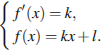 f′(x) = k,
f(x) = kx + l.